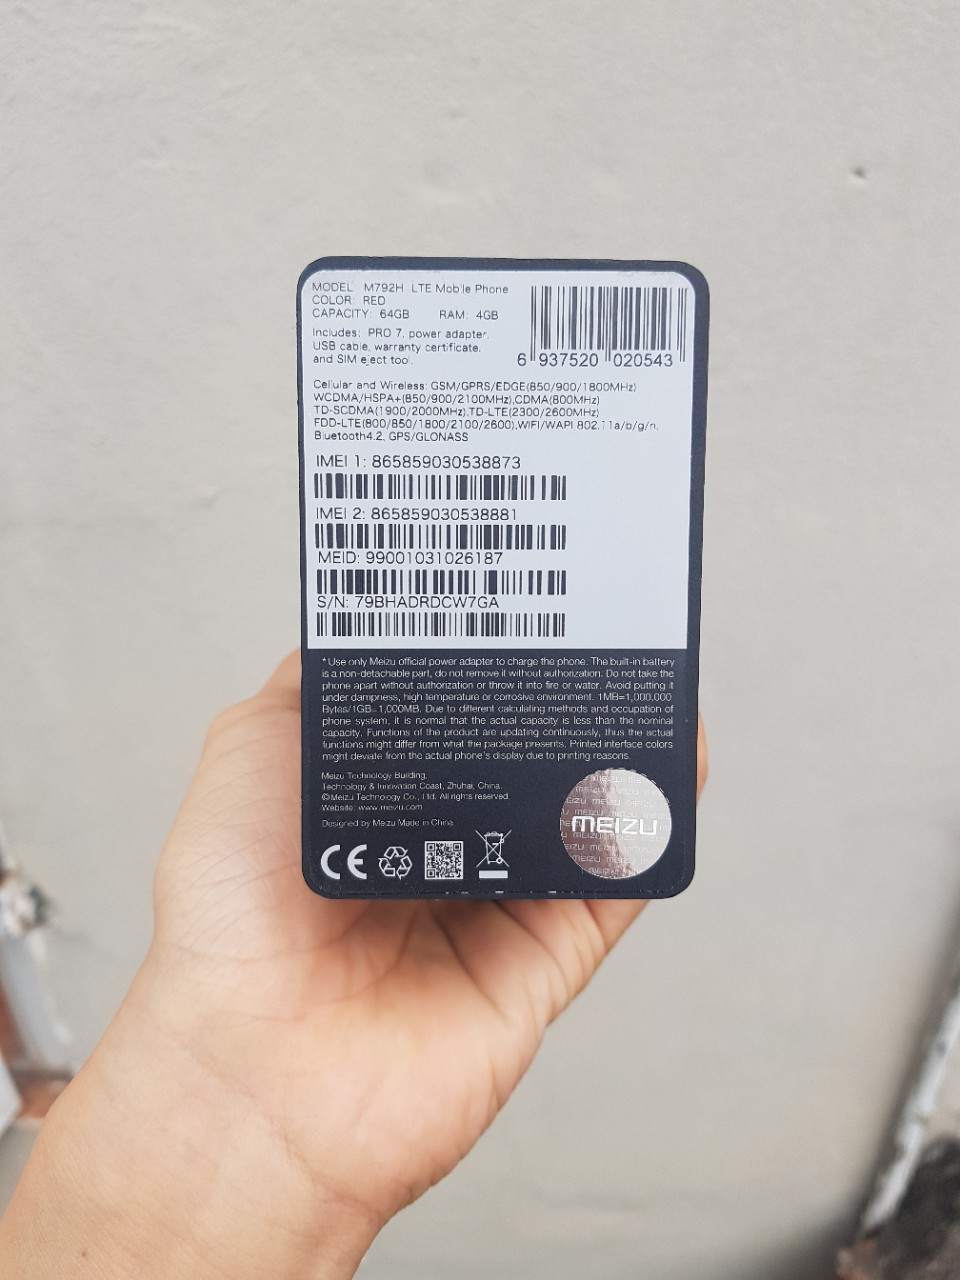 MODEL: M792H LTE Mobile Phone
COLOR: RED
CAPACITY: 64GB RAM: 4GB
Includes: PRO 7, power adapter,
USB cable, warranty certificate,
and SIM eject tool.
6 937520 020543
Cellular and Wireless: GSM/GPRS/EDGE(850/900/1800MHz)
WCDMA/HSPA+(850/900/2100MHz),CDMA(800MHz)
TD-SCDMA(1900/2000MHz),TD-LTE(2300/2600MHz)
FDD-LTE(800/850/1800/2100/2600),WIFI/WAPI 802.11a/b/g/n,
Bluetooth4.2, GPS/GLONASS
IMEI 1: 865859030538873
IMEI 2: 865859030538881
MEID: 99001031026187
S/N: 79BHADRDCW7GA
*Use only Meizu official power adapter to charge the phone. The built-in battery
is a non-detachable part, do not remove it without authorization. Do not take the
phone apart without authorization or throw it into fire or water. Avoid putting it
under dampness, high temperature or corrosive environment. 1MB=1,000,000
Bytes/1GB=1,000MB. Due to different calculating methods and occupation of
phone system, it is normal that the actual capacity is less than the nominal
capacity. Functions of the product are updating continuously, thus the actual
functions might differ from what the package presents. Printed interface colors
might deviate from the actual phone's display due to printing reasons.
Meizu Technology Building,
Technology & Innovation Coast, Zhuhai, China.
©Meizu Technology Co., Ltd. All rights reserved.
Website: www.meizu.com
Designed by Meizu Made in China
CE
MEIZU